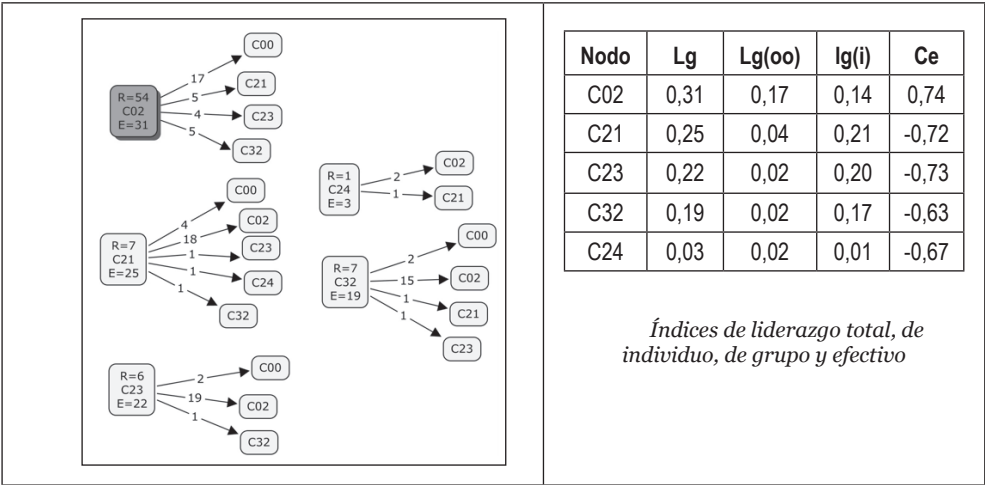 R=54
C02
E=31
17
5
4
5
C00
C21
C23
C32
R=7
C21
E=25
4
18
1
1
1
C00
C02
C23
C24
C32
R=6
C23
E=22
2
19
1
C00
C02
C32
R=1
C24
E=3
2
1
C02
C21
R=7
C32
E=19
2
15
1
1
C00
C02
C21
C23
Nodo Lg Lg(oo) lg(i) Ce
C02 0,31 0,17 0,14 0,74
C21 0,25 0,04 0,21 -0,72
C23 0,22 0,02 0,20 -0,73
C32 0,19 0,02 0,17 -0,63
C24 0,03 0,02 0,01 -0,67
Índices de liderazgo total, de
individuo, de grupo y efectivo